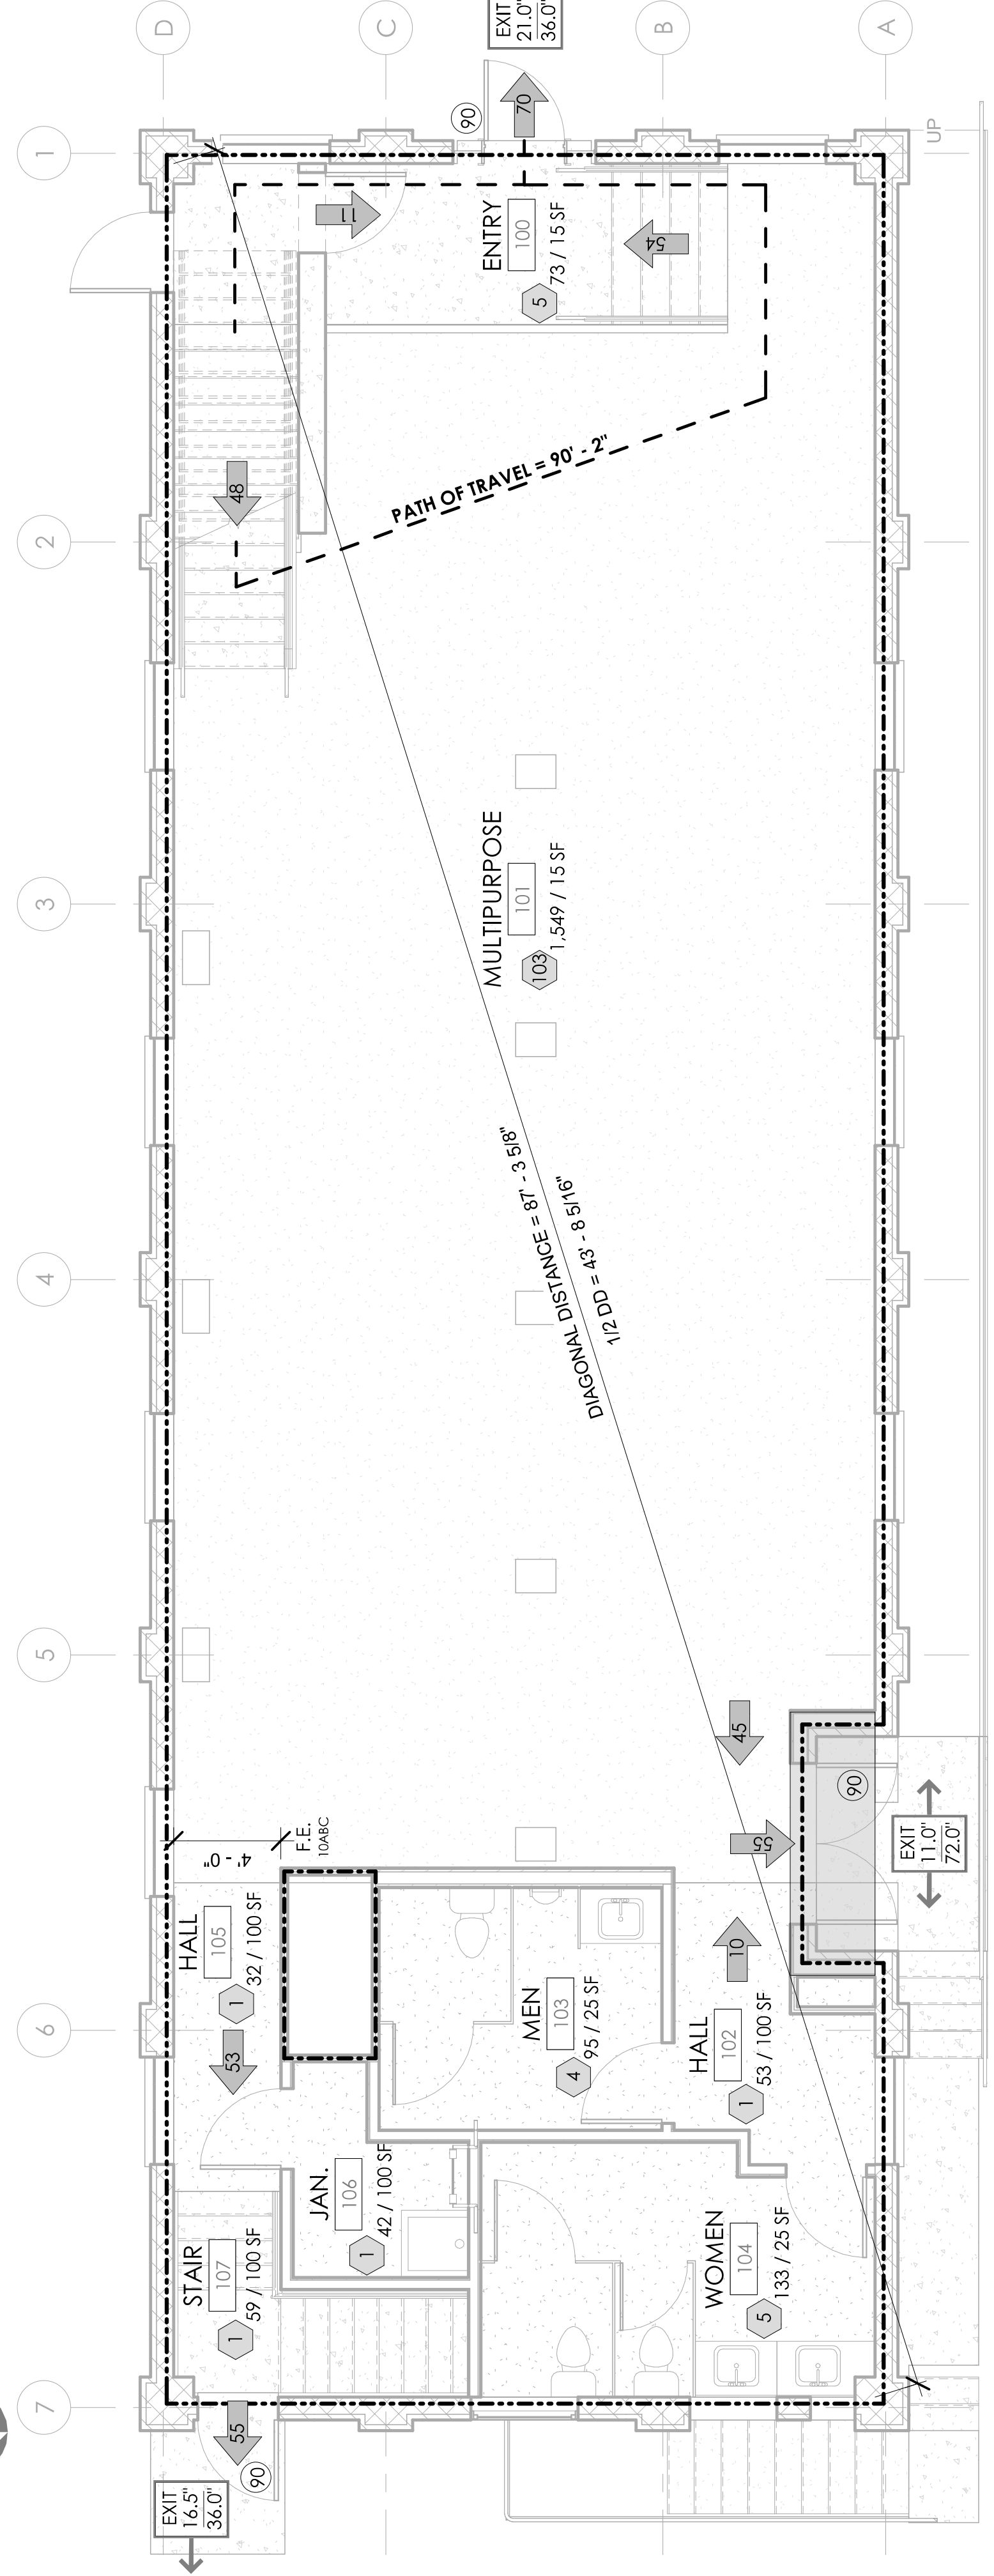 D
C
B
A
1
2
3
4
5
6
7
UP
EXIT
21.0"
36.0"
90
70
11
ENTRY
100
73 / 15 SF
5
54
48
PATH OF TRAVEL = 90' - 2"
MULTIPURPOSE
101
1,549 / 15 SF
103
DIAGONAL DISTANCE = 87' - 3 5/8"
1/2 DD = 43' - 8 5/16"
45
55
90
EXIT
11.0"
72.0"
4' - 0"
F.E.
10ABC
HALL
105
32 / 100 SF
1
53
MEN
103
95 / 25 SF
4
10
HALL
102
53 / 100 SF
1
JAN.
106
42 / 100 SF
1
STAIR
107
59 / 100 SF
1
WOMEN
104
133 / 25 SF
5
55
90
EXIT
16.5"
36.0"